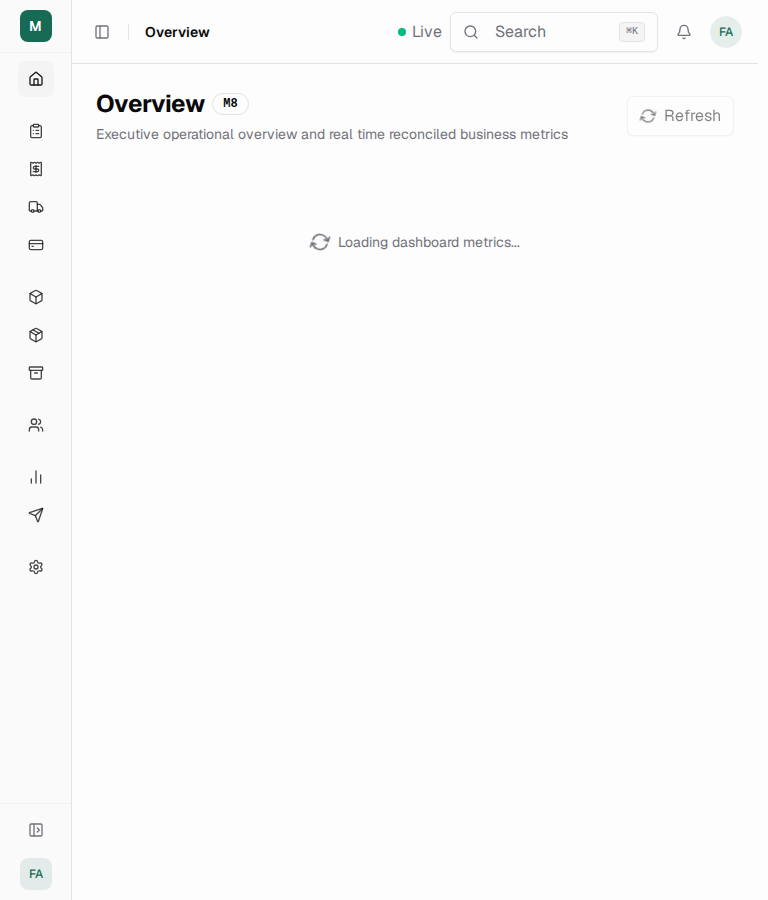 M
Overview
Live
Search
⌘K
FA
Overview
M8
Executive operational overview and real time reconciled business metrics
Refresh
Loading dashboard metrics...
FA